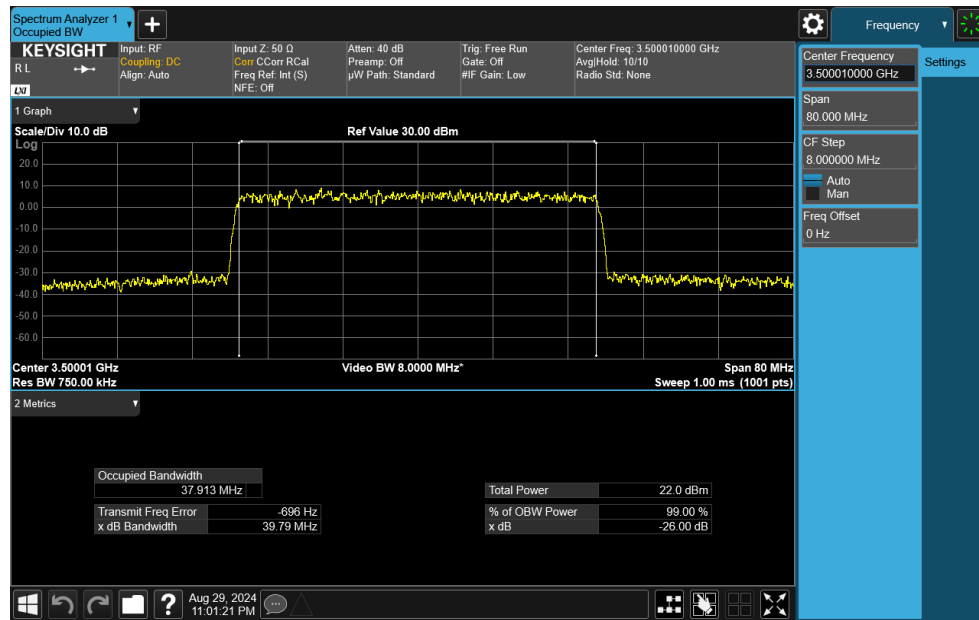 Spectrum Analyzer 1
Occupied BW
Frequency
KEYSIGHT
R L
LXI
Input: RF
Coupling: DC
Align: Auto
Input Z: 50 Ω
Corr CCorr RCal
Freq Ref: Int (S)
NFE: Off
Atten: 40 dB
Preamp: Off
µW Path: Standard
Trig: Free Run
Gate: Off
#IF Gain: Low
Center Freq: 3.500010000 GHz
Avg|Hold: 10/10
Radio Std: None
Center Frequency
3.500010000 GHz
Settings
Span
80.000 MHz
CF Step
8.000000 MHz
Auto
Man
Freq Offset
0 Hz
1 Graph
Scale/Div 10.0 dB
Ref Value 30.00 dBm
Log
20.0
10.0
0.00
-10.0
-20.0
-30.0
-40.0
-50.0
-60.0
Center 3.50001 GHz
Video BW 8.0000 MHz*
Span 80 MHz
Res BW 750.00 kHz
Sweep 1.00 ms (1001 pts)
2 Metrics
Occupied Bandwidth
37.913 MHz
Total Power 22.0 dBm
Transmit Freq Error -696 Hz
% of OBW Power 99.00 %
x dB Bandwidth 39.79 MHz
x dB -26.00 dB
Aug 29, 2024
11:01:21 PM